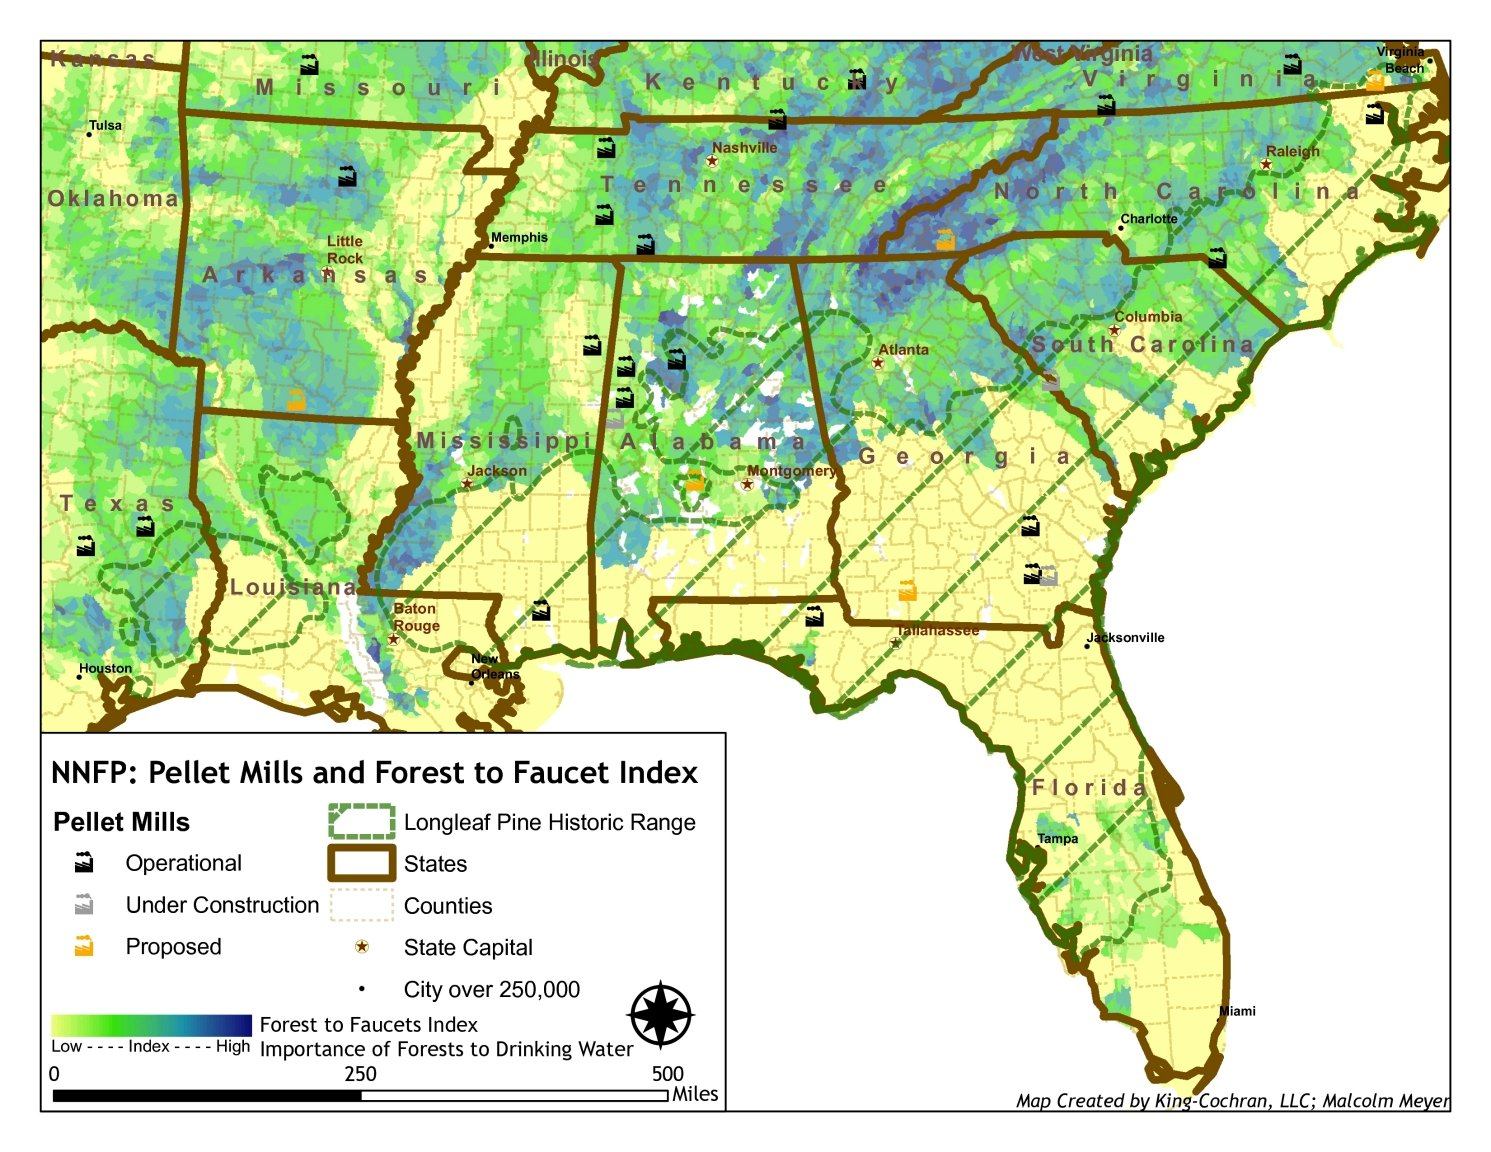 Kansas
Missouri
Illinois
Kentucky
West Virginia
Virginia
Virginia
Beach
Tulsa
Nashville
Raleigh
Oklahoma
Tennessee
North Carolina
Charlotte
Memphis
Little
Rock
Arkansas
Columbia
South Carolina
Atlanta
Mississippi
Alabama
Georgia
Jackson
Montgomery
Texas
Louisiana
Baton
Rouge
Tallahassee
Jacksonville
Houston
New
Orleans
Florida
Tampa
Miami
NNFP: Pellet Mills and Forest to Faucet Index
Pellet Mills
Operational
Under Construction
Proposed
Longleaf Pine Historic Range
States
Counties
State Capital
City over 250,000
Forest to Faucets Index
Low - - - - Index - - - - High
Importance of Forests to Drinking Water
0 250 500
Miles
Map Created by King-Cochran, LLC; Malcolm Meyer